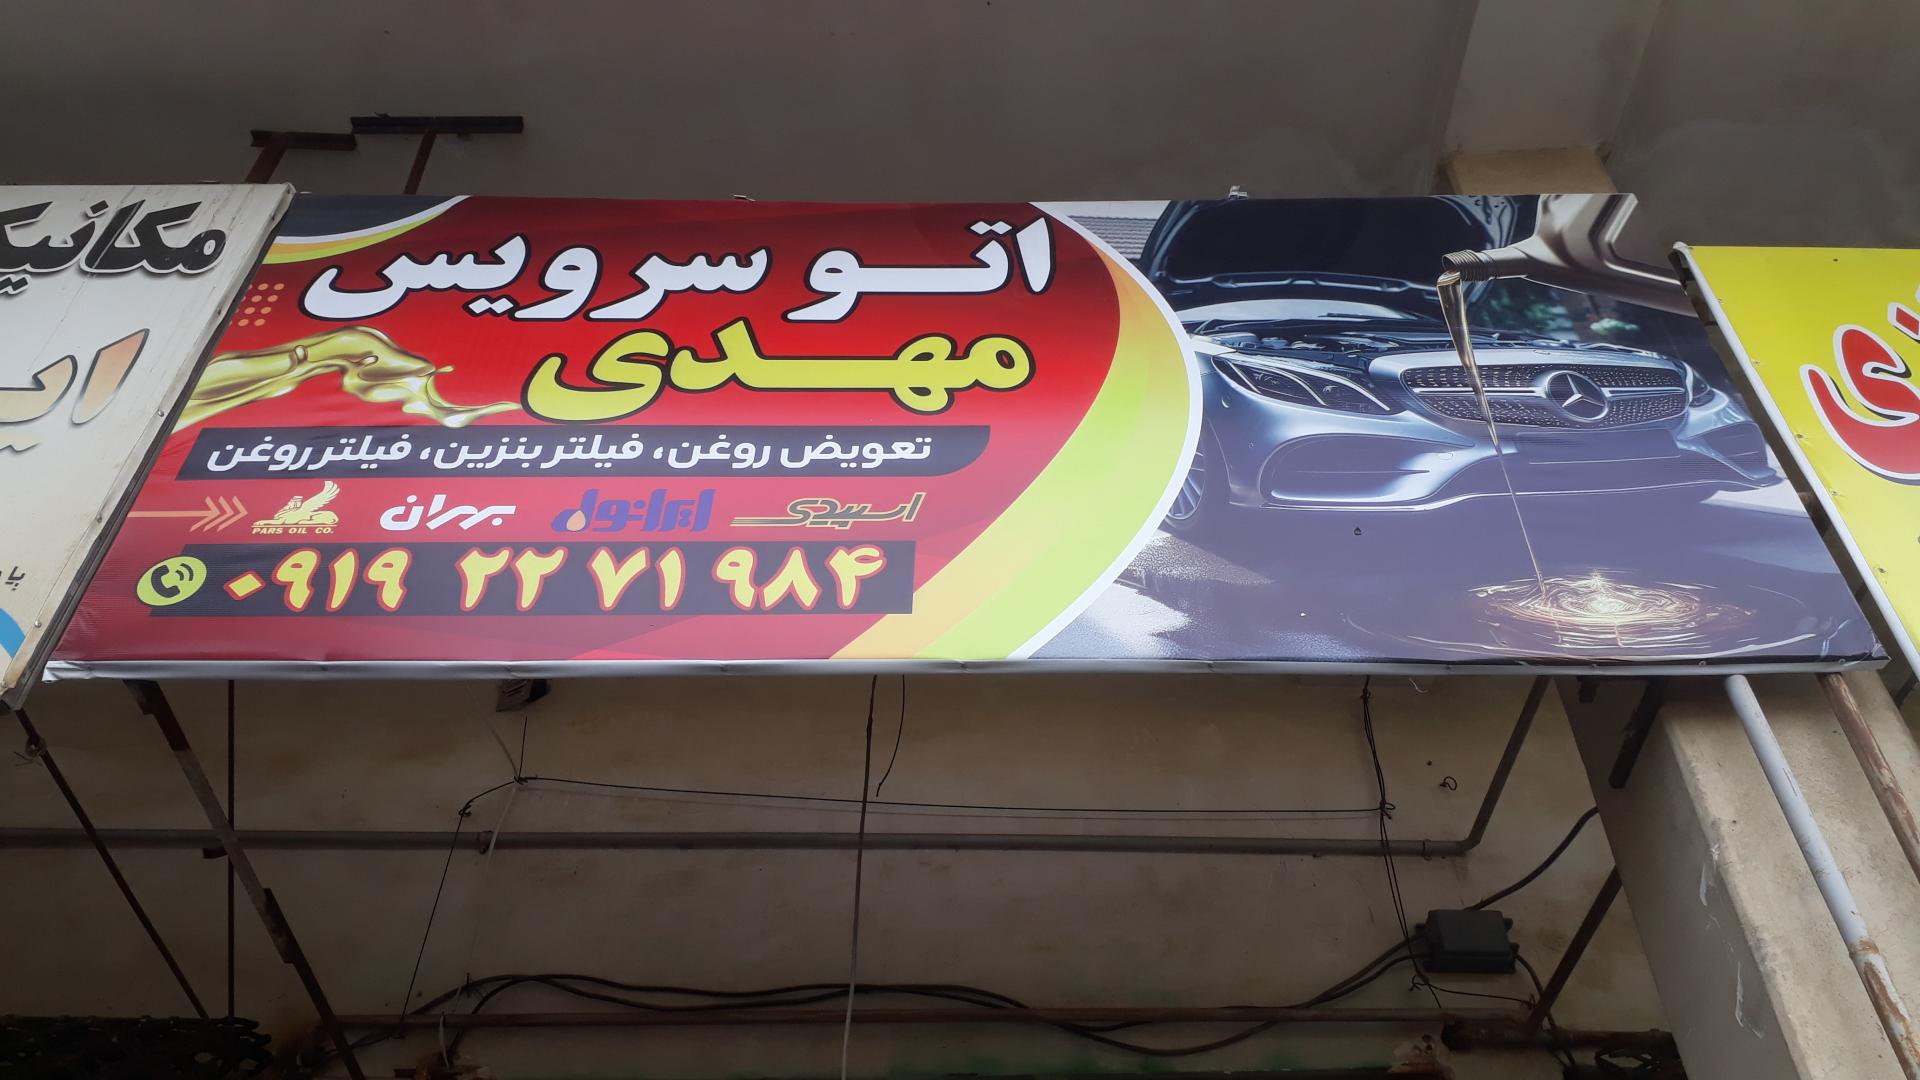 اتو سرویس
مهدی
تعویض روغن، فیلتر بنزین، فیلتر روغن
اسپیدی ایرانول بهران PARS OIL CO.
۰۹۱۹ ۲۲ ۷۱ ۹۸۴